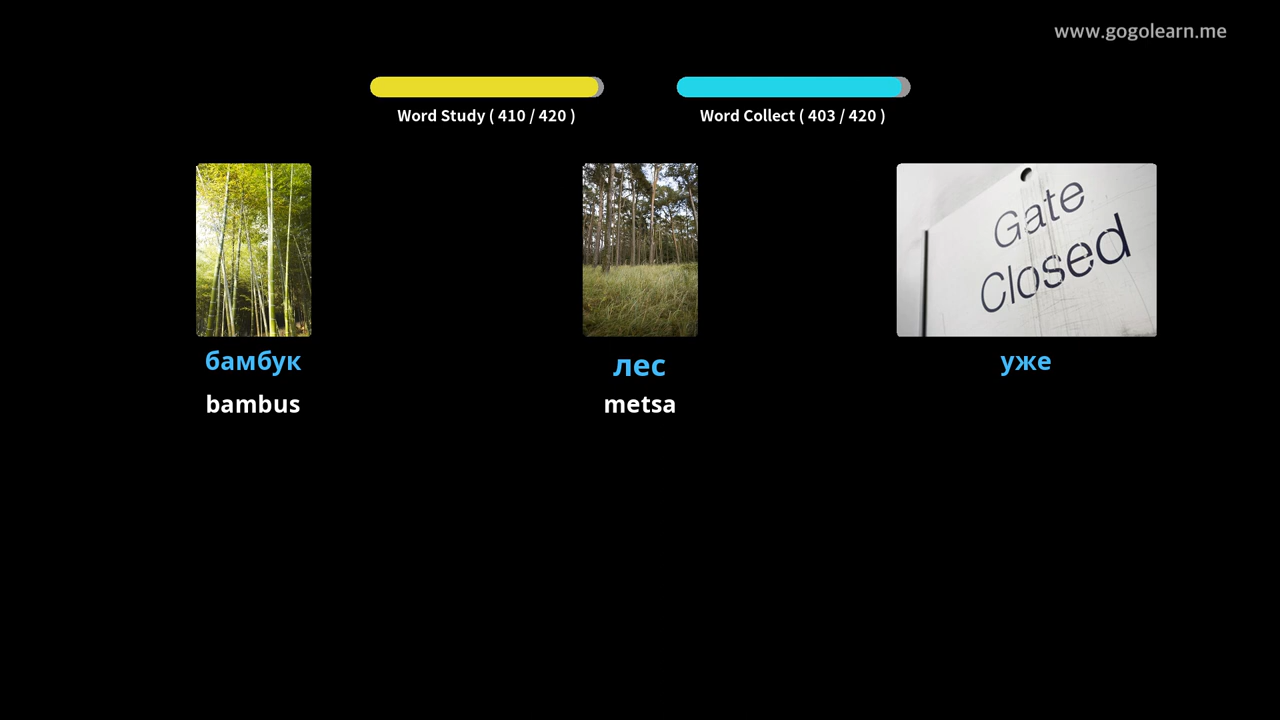 www.gogolearn.me
Word Study ( 410 / 420 )
Word Collect ( 403 / 420 )
Gate
Closed
бамбук
лес
уже
bambus
metsa